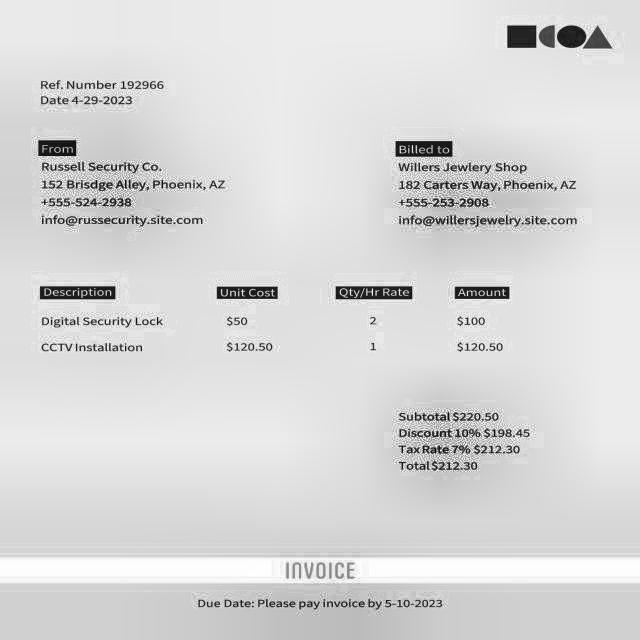 Ref. Number 192966
Date 4-29-2023
From
Russell Security Co.
152 Brisdge Alley, Phoenix, AZ
+555-524-2938
info@russecurity.site.com
Billed to
Willers Jewlery Shop
182 Carters Way, Phoenix, AZ
+555-253-2908
info@willersjewelry.site.com
Description Unit Cost Qty/Hr Rate Amount
Digital Security Lock $50 2 $100
CCTV Installation $120.50 1 $120.50
Subtotal $220.50
Discount 10% $198.45
Tax Rate 7% $212.30
Total $212.30
INVOICE
Due Date: Please pay invoice by 5-10-2023